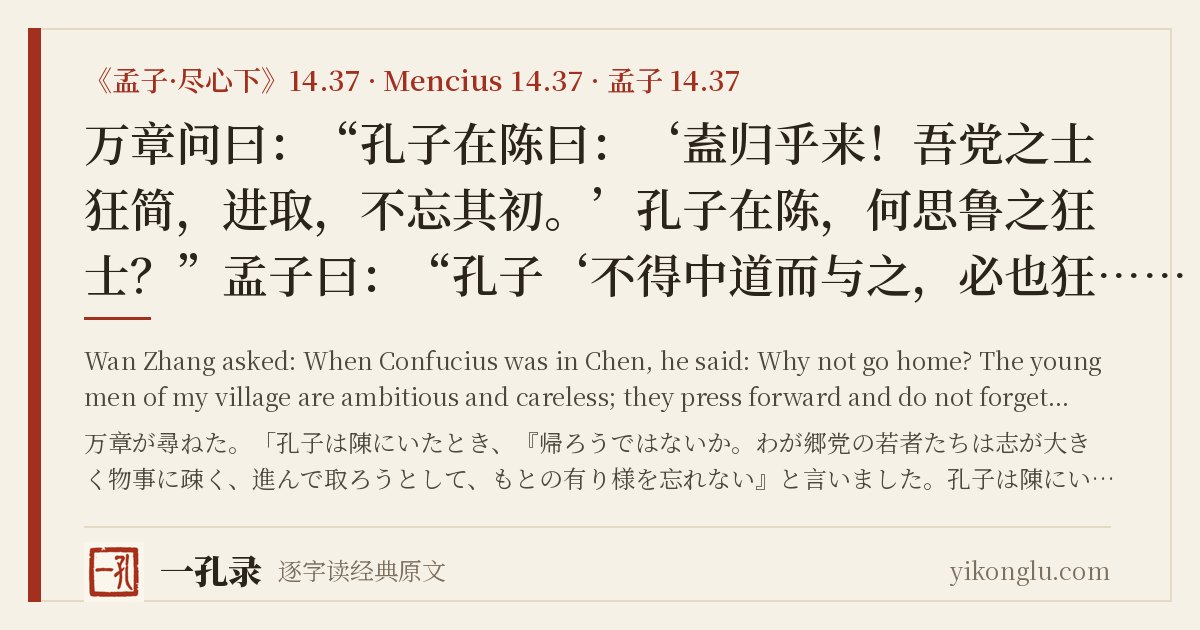 《孟子·尽心下》14.37 · Mencius 14.37 · 孟子 14.37
万章问曰：“孔子在陈曰：‘盍归乎来！吾党之士
狂简，进取，不忘其初。’孔子在陈，何思鲁之狂
士？”孟子曰：“孔子‘不得中道而与之，必也狂……
Wan Zhang asked: When Confucius was in Chen, he said: Why not go home? The young
men of my village are ambitious and careless; they press forward and do not forget…
万章が尋ねた。「孔子は陳にいたとき、『帰ろうではないか。わが郷党の若者たちは志が大き
く物事に疎く、進んで取ろうとして、もとの有り様を忘れない』と言いました。孔子は陳にい…
一孔
一孔录 逐字读经典原文
yikonglu.com